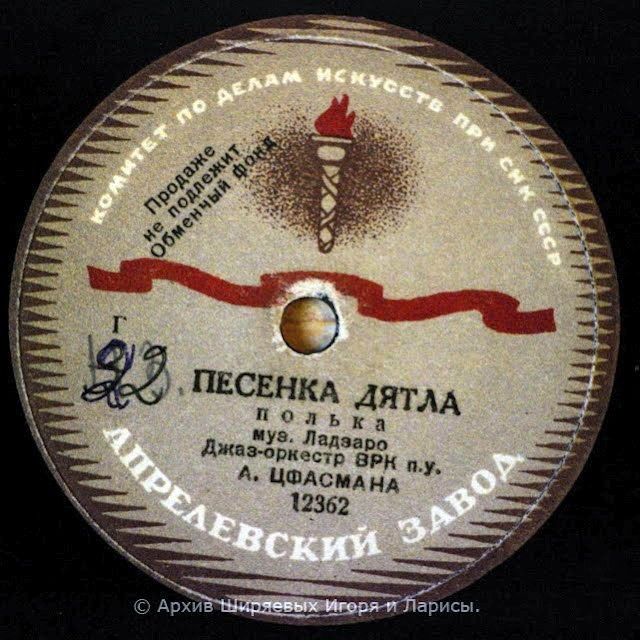 КОМИТЕТ ПО ДЕЛАМ ИСКУССТВ ПРИ СНК СССР
Продаже
не подлежит
Обменный фонд
Г
ПЕСЕНКА ДЯТЛА
полька
муз. Ладзаро
Джаз-оркестр ВРК п.у.
А. ЦФАСМАНА
12362
АПРЕЛЕВСКИЙ ЗАВОД
© Архив Ширяевых Игоря и Ларисы.